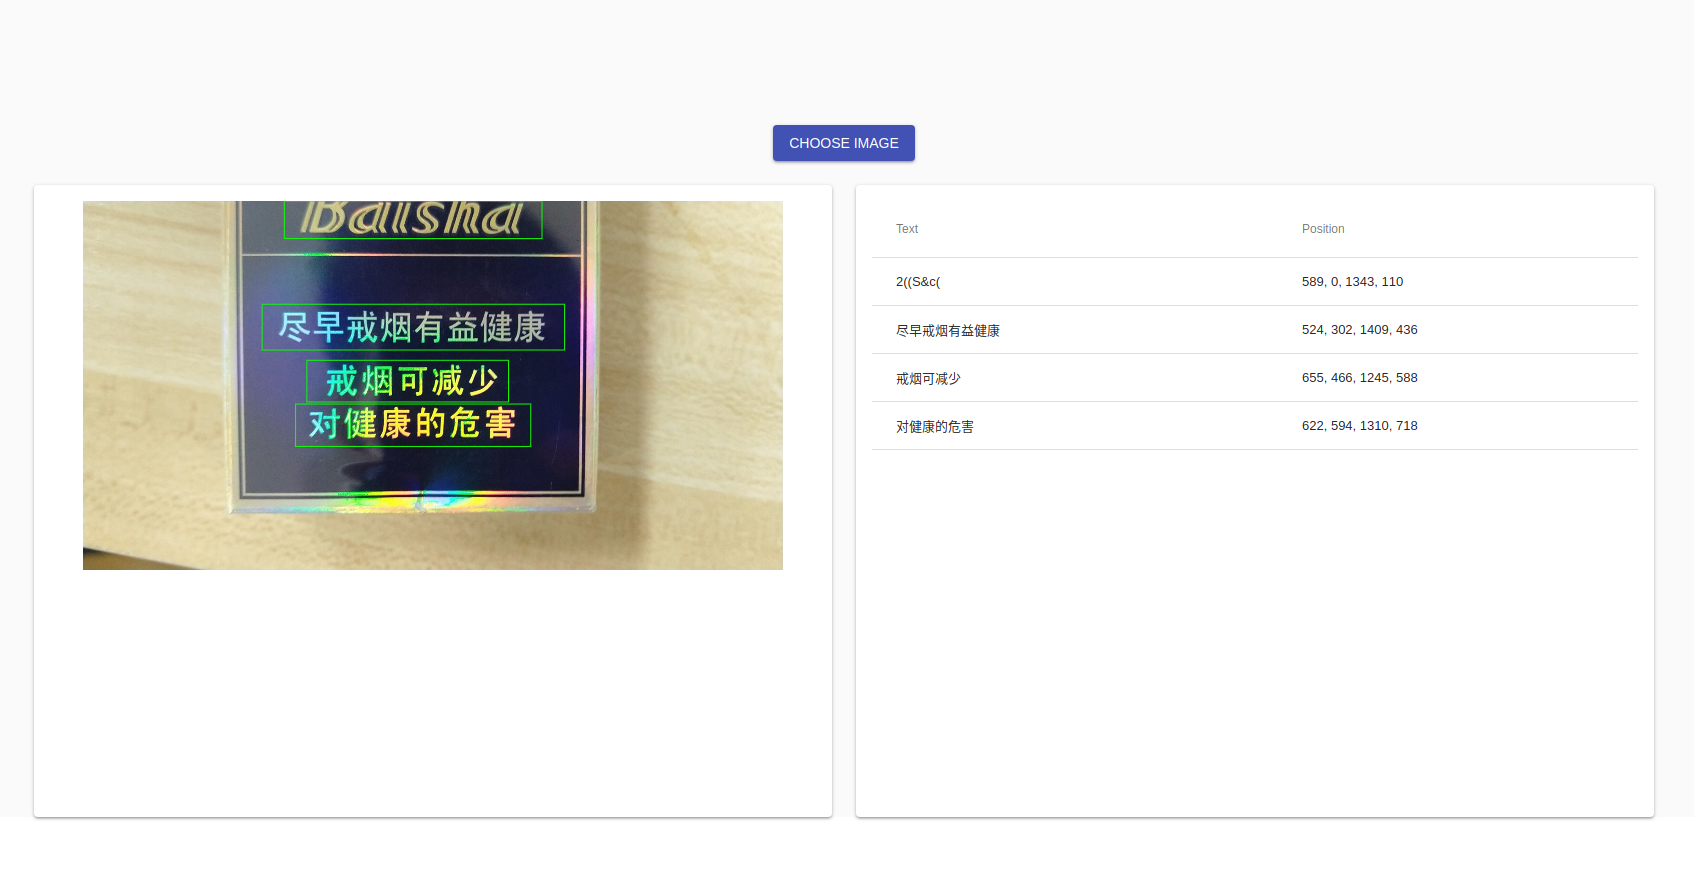 CHOOSE IMAGE
Baisha
尽早戒烟有益健康
戒烟可减少
对健康的危害
Text Position
2((S&c( 589, 0, 1343, 110
尽早戒烟有益健康 524, 302, 1409, 436
戒烟可减少 655, 466, 1245, 588
对健康的危害 622, 594, 1310, 718